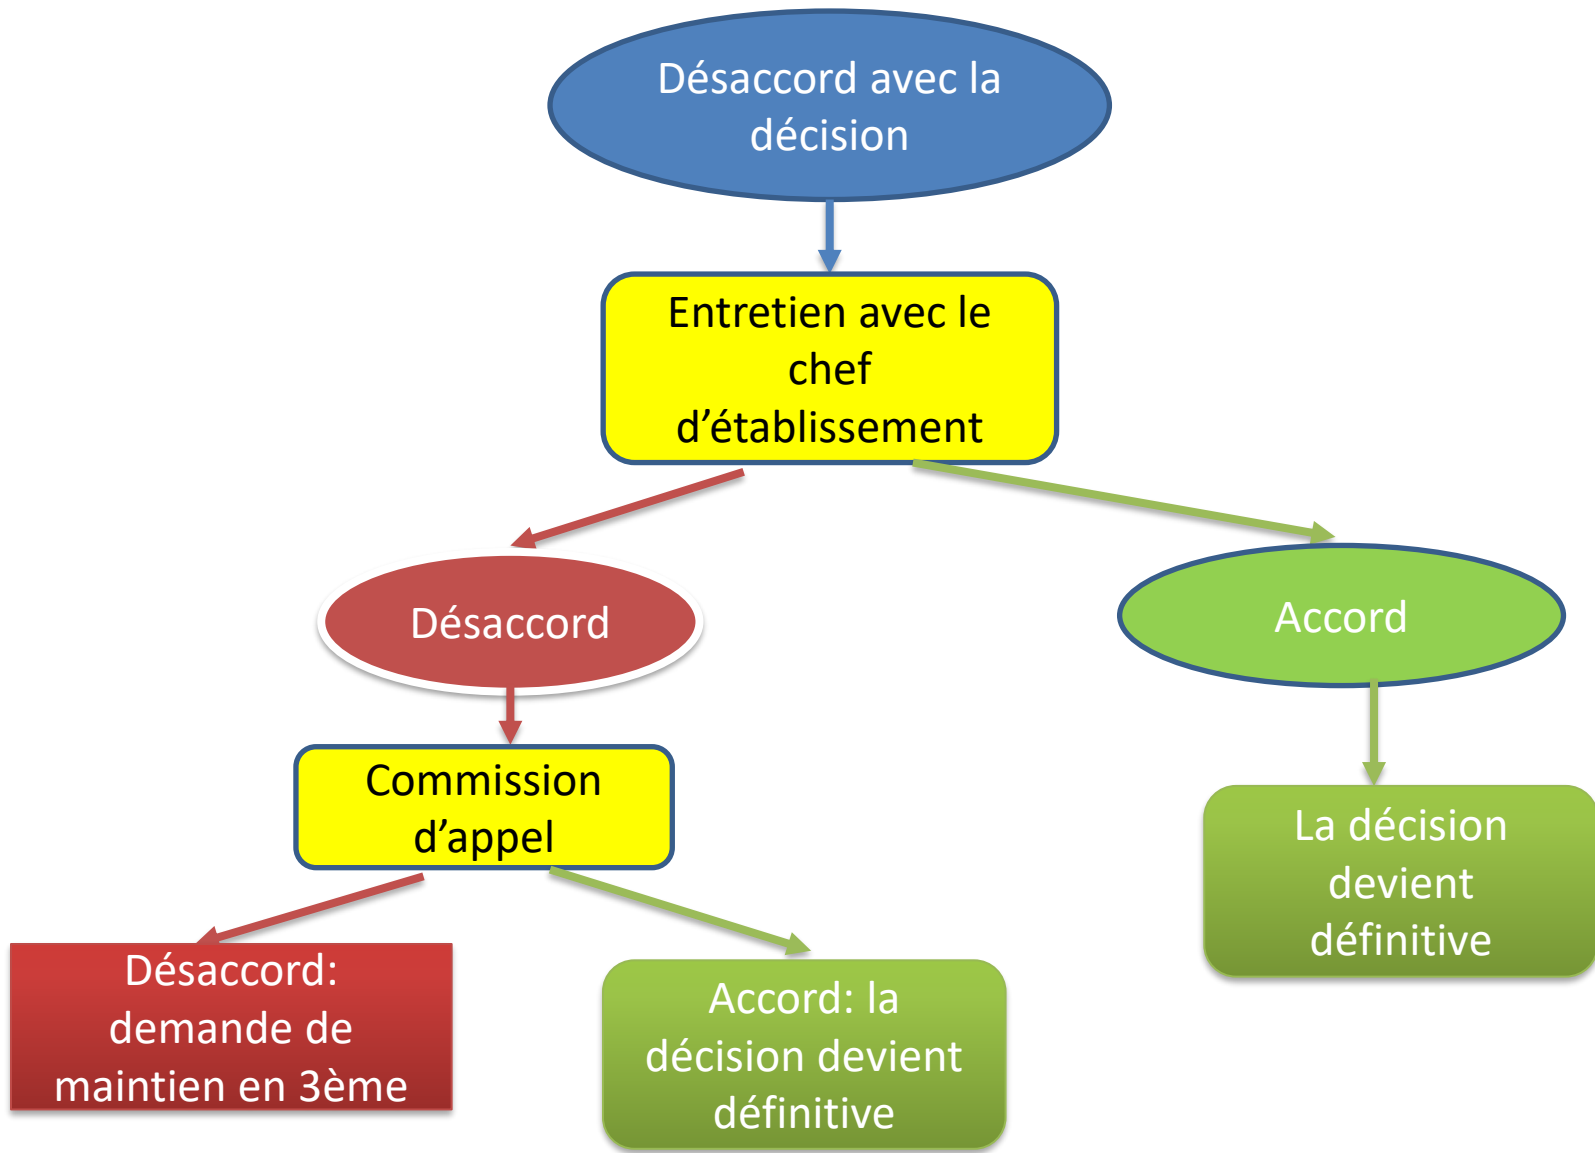 Désaccord avec la
décision
Entretien avec le
chef
d’établissement
Désaccord
Accord
Commission
d’appel
La décision
devient
définitive
Désaccord:
demande de
maintien en 3ème
Accord: la
décision devient
définitive